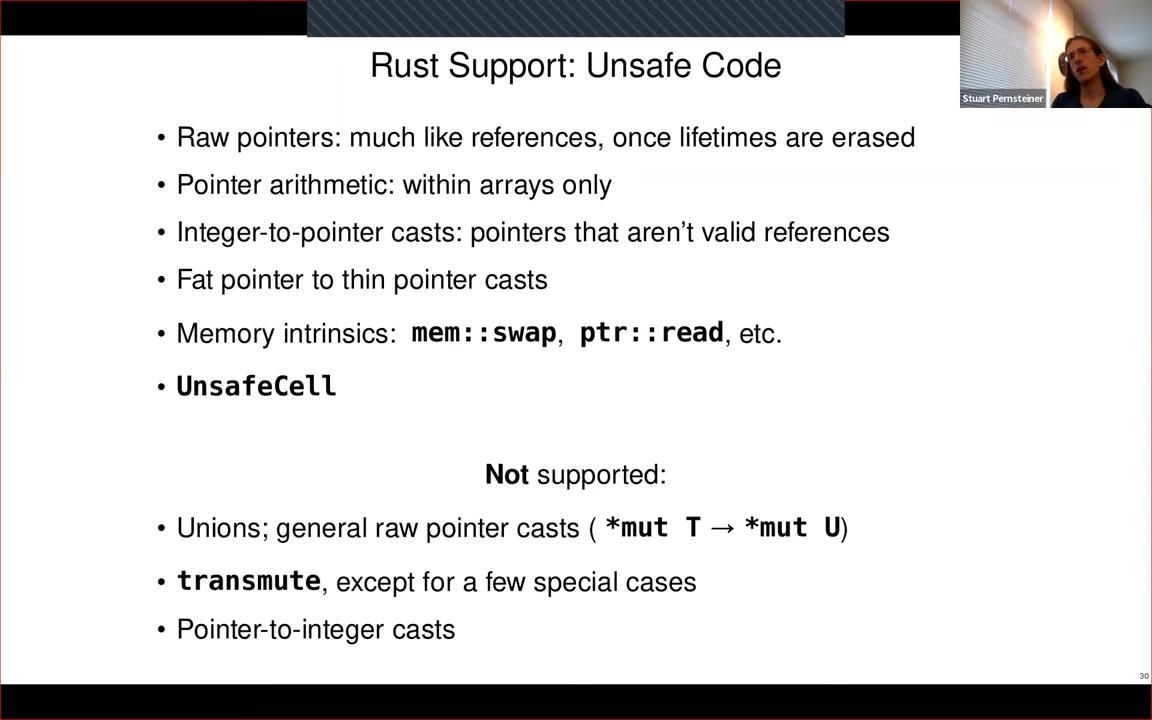 Rust Support: Unsafe Code
Stuart Pernsteiner
• Raw pointers: much like references, once lifetimes are erased
• Pointer arithmetic: within arrays only
• Integer-to-pointer casts: pointers that aren’t valid references
• Fat pointer to thin pointer casts
• Memory intrinsics: mem::swap, ptr::read, etc.
• UnsafeCell
Not supported:
• Unions; general raw pointer casts ( *mut T → *mut U)
• transmute, except for a few special cases
• Pointer-to-integer casts
30